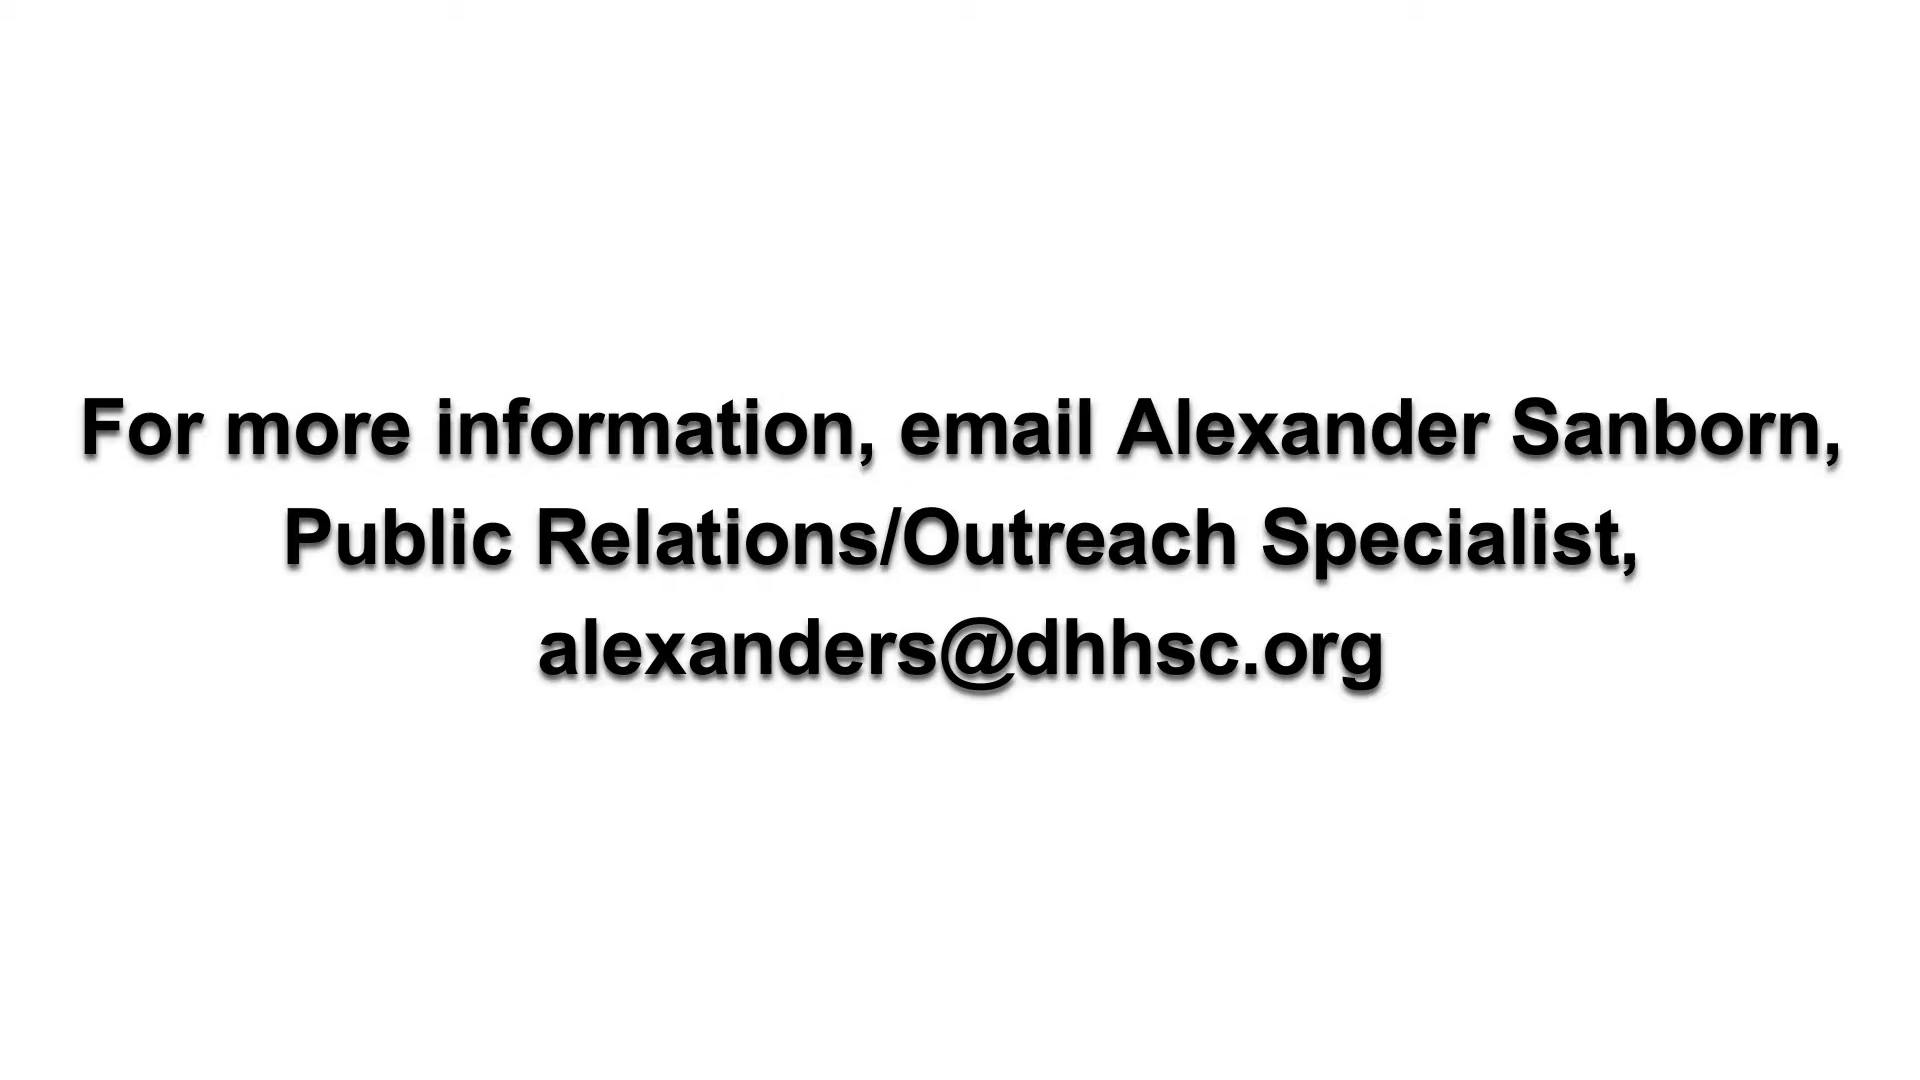 For more information, email Alexander Sanborn,
Public Relations/Outreach Specialist,
alexanders@dhhsc.org